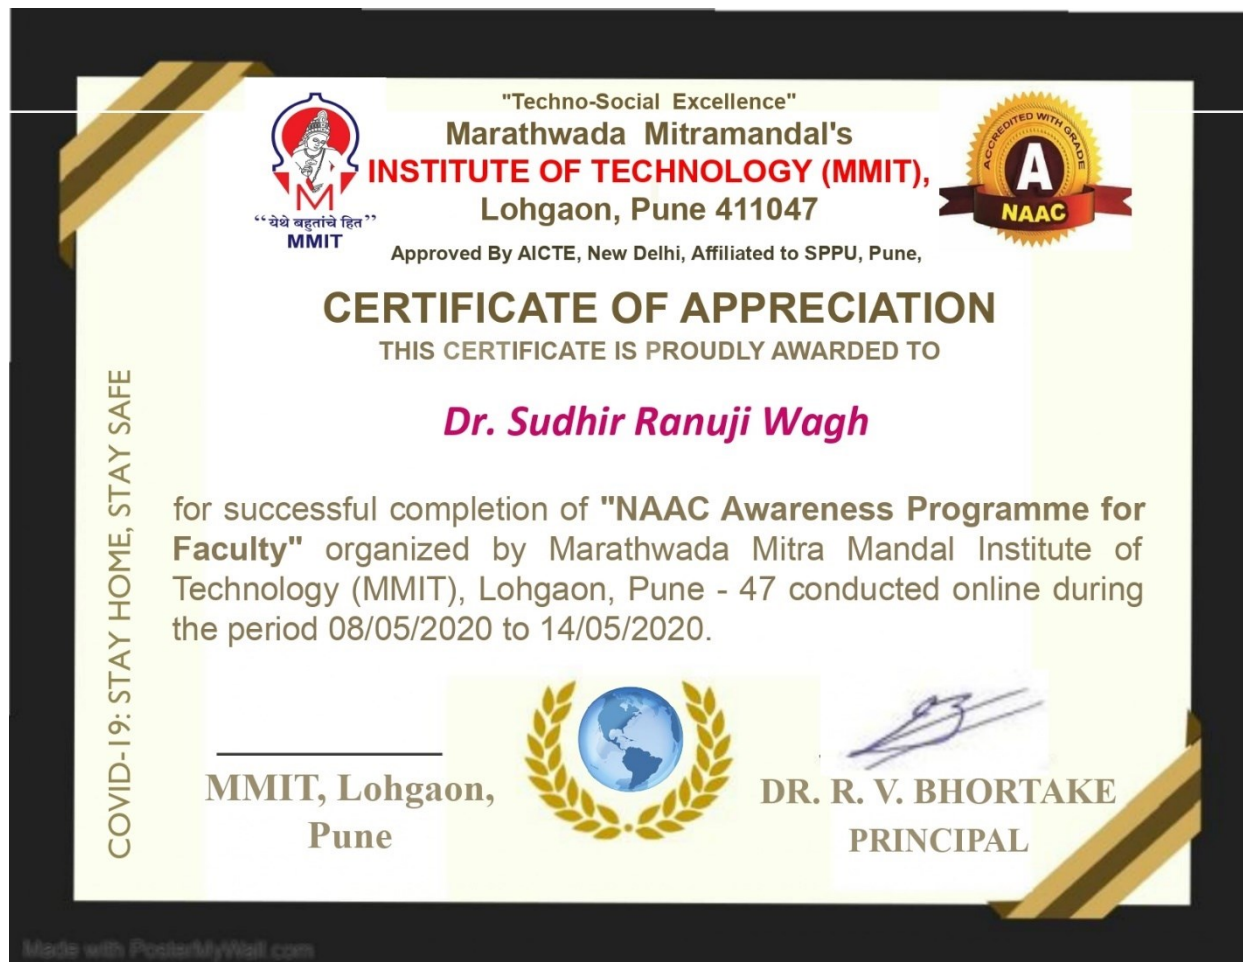 "Techno-Social Excellence"
Marathwada Mitramandal's
INSTITUTE OF TECHNOLOGY (MMIT),
Lohgaon, Pune 411047
Approved By AICTE, New Delhi, Affiliated to SPPU, Pune,
“येथे बहुतांचे हित”
MMIT
ACCREDITED WITH GRADE
A
NAAC
CERTIFICATE OF APPRECIATION
THIS CERTIFICATE IS PROUDLY AWARDED TO
Dr. Sudhir Ranuji Wagh
for successful completion of "NAAC Awareness Programme for
Faculty" organized by Marathwada Mitra Mandal Institute of
Technology (MMIT), Lohgaon, Pune - 47 conducted online during
the period 08/05/2020 to 14/05/2020.
COVID-19: STAY HOME, STAY SAFE
MMIT, Lohgaon,
Pune
DR. R. V. BHORTAKE
PRINCIPAL
Made with PosterMyWall.com